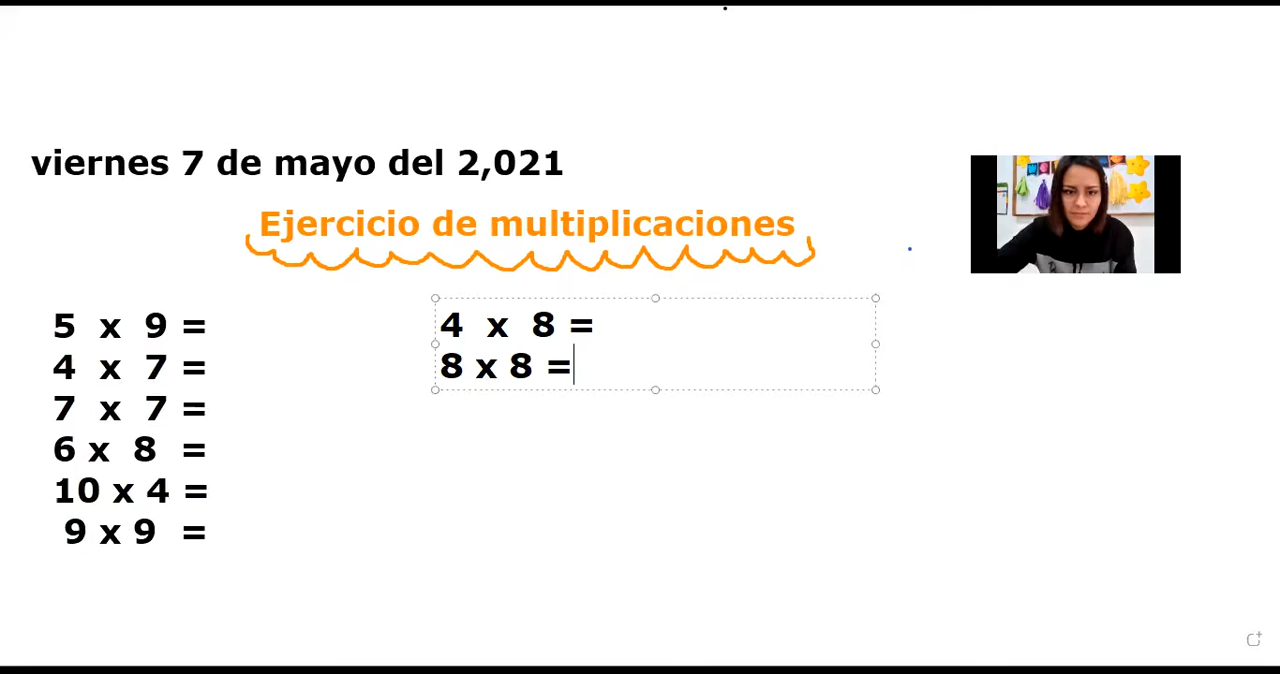 viernes 7 de mayo del 2,021
Ejercicio de multiplicaciones
5 x 9 =
4 x 7 =
7 x 7 =
6 x 8 =
10 x 4 =
9 x 9 =
4 x 8 =
8 x 8 =